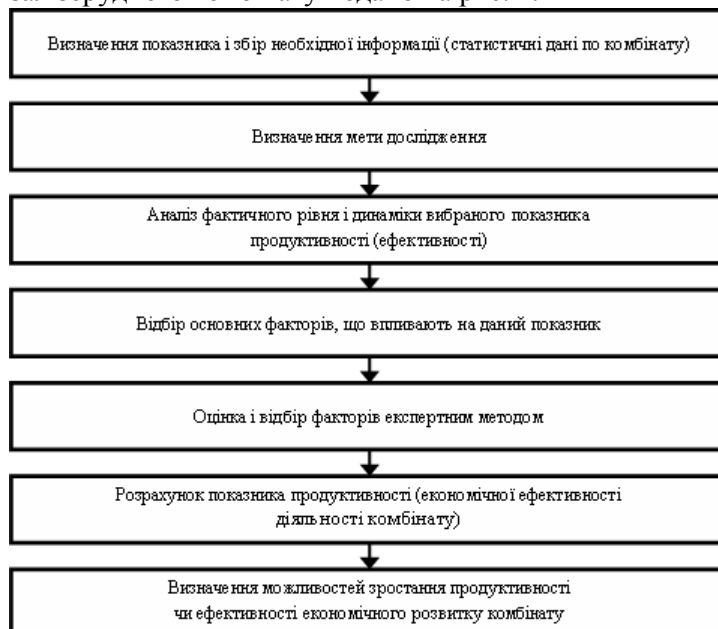 Визначення показника і збір необхідної інформації (статистичні дані по комбінату)
Визначення мети дослідження
Аналіз фактичного рівня і динаміки вибраного показника
продуктивності (ефективності)
Відбір основних факторів, що впливають на даний показник
Оцінка і відбір факторів експертним методом
Розрахунок показника продуктивності (економічної ефективності
діяльності комбінату)
Визначення можливостей зростання продуктивності
чи ефективності економічного розвитку комбінату